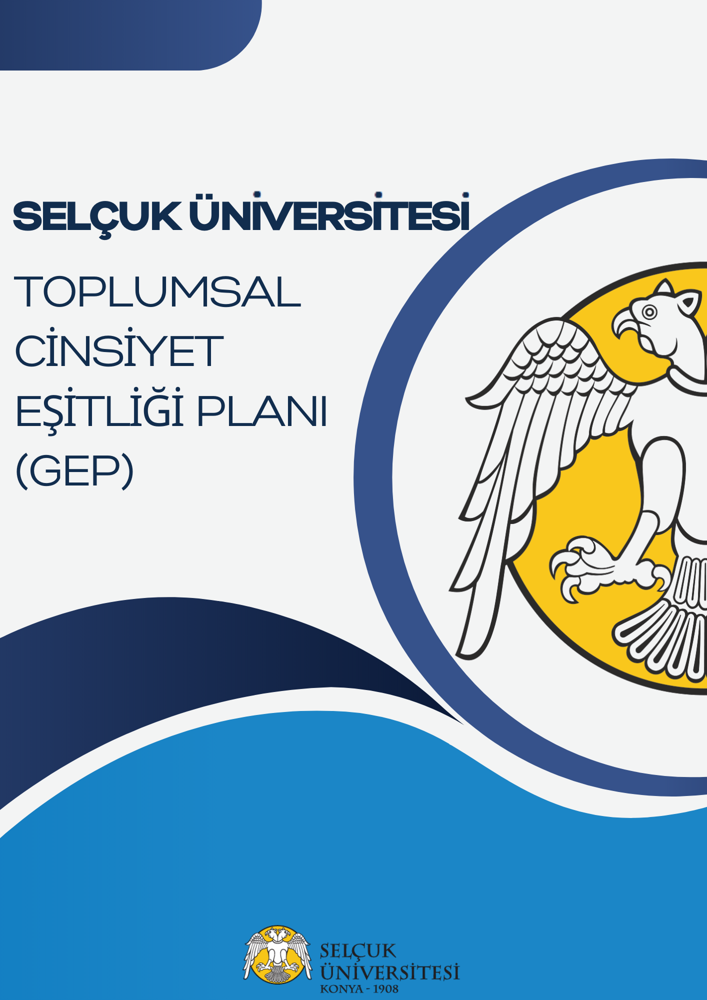 SELÇUK ÜNİVERSİTESİ
TOPLUMSAL
CİNSİYET
EŞİTLİĞİ PLANI
(GEP)
SELÇUK
ÜNİVERSİTESİ
KONYA - 1908